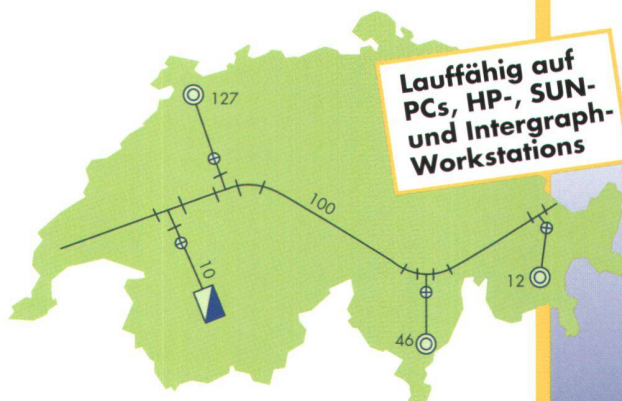 Lauffähig auf
PCs, HP-, SUN-
und Intergraph-
Workstations
127
100
10
12
46